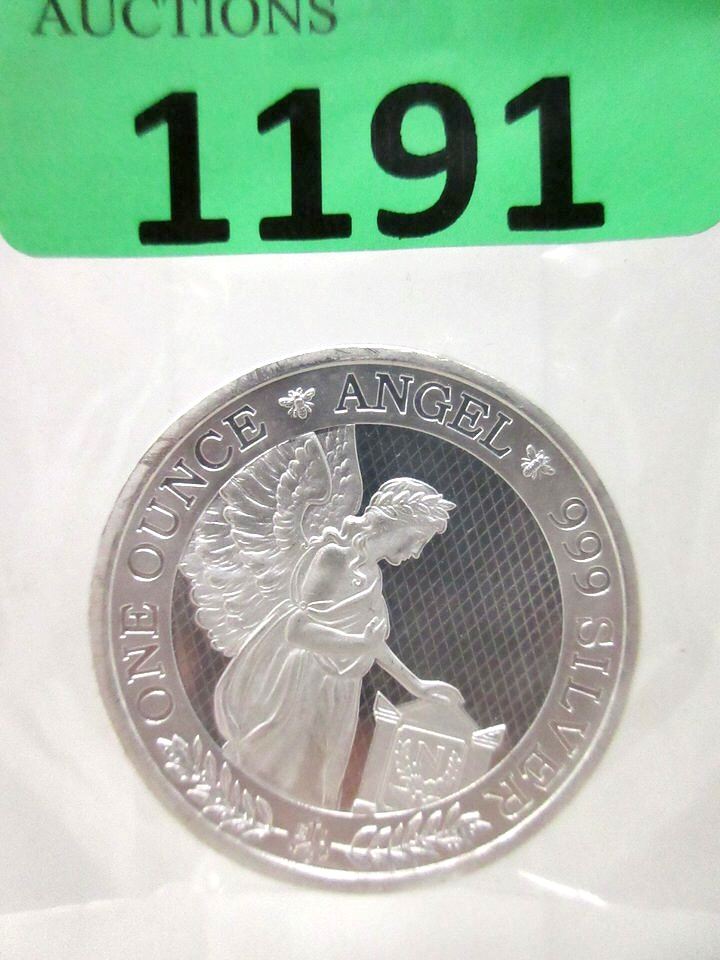 AUCTIONS
1191
ONE OUNCE ANGEL 999 SILVER
N